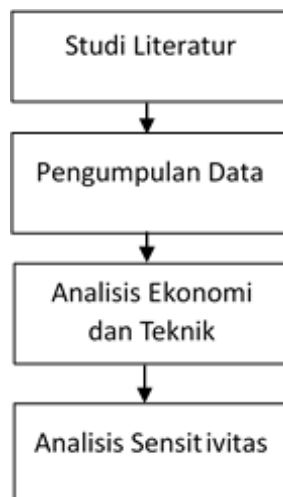 Studi Literatur
Pengumpulan Data
Analisis Ekonomi
dan Teknik
Analisis Sensitivitas